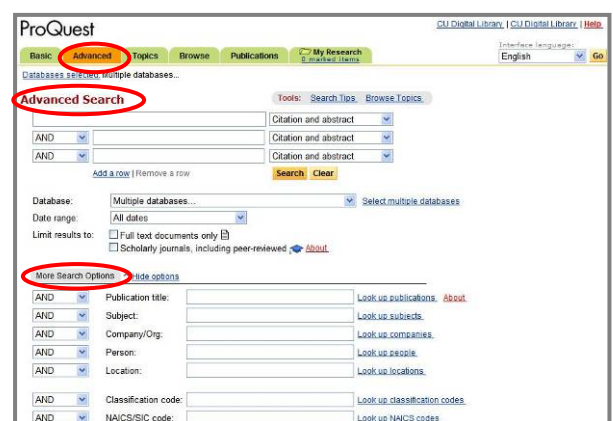 ProQuest
CU Digital Library | CU Digital Library | Help
Interface language:
English Go
Basic Advanced Topics Browse Publications My Research
0 marked items
Databases selected: Multiple databases...
Advanced Search Tools: Search Tips Browse Topics
Citation and abstract
AND Citation and abstract
AND Citation and abstract
Add a row | Remove a row Search Clear
Database: Multiple databases... Select multiple databases
Date range: All dates
Limit results to: Full text documents only
Scholarly journals, including peer-reviewed About
More Search Options Hide options
AND Publication title: Look up publications About
AND Subject: Look up subjects
AND Company/Org: Look up companies
AND Person: Look up people
AND Location: Look up locations
AND Classification code: Look up classification codes
AND NAICS/SIC code: Look up NAICS codes